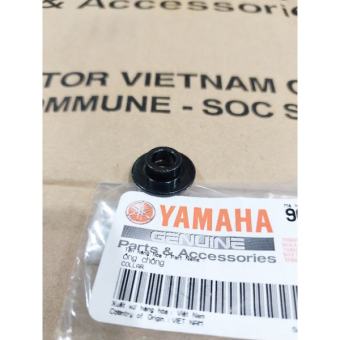 & Accessories
TOR VIETNAM C
OMMUNE - SOC S
YAMAHA
GENUINE
Parts & Accessories
ống chống
COLLAR
Xuất xứ hàng hóa : Việt Nam
Country of Origin : VIET NAM